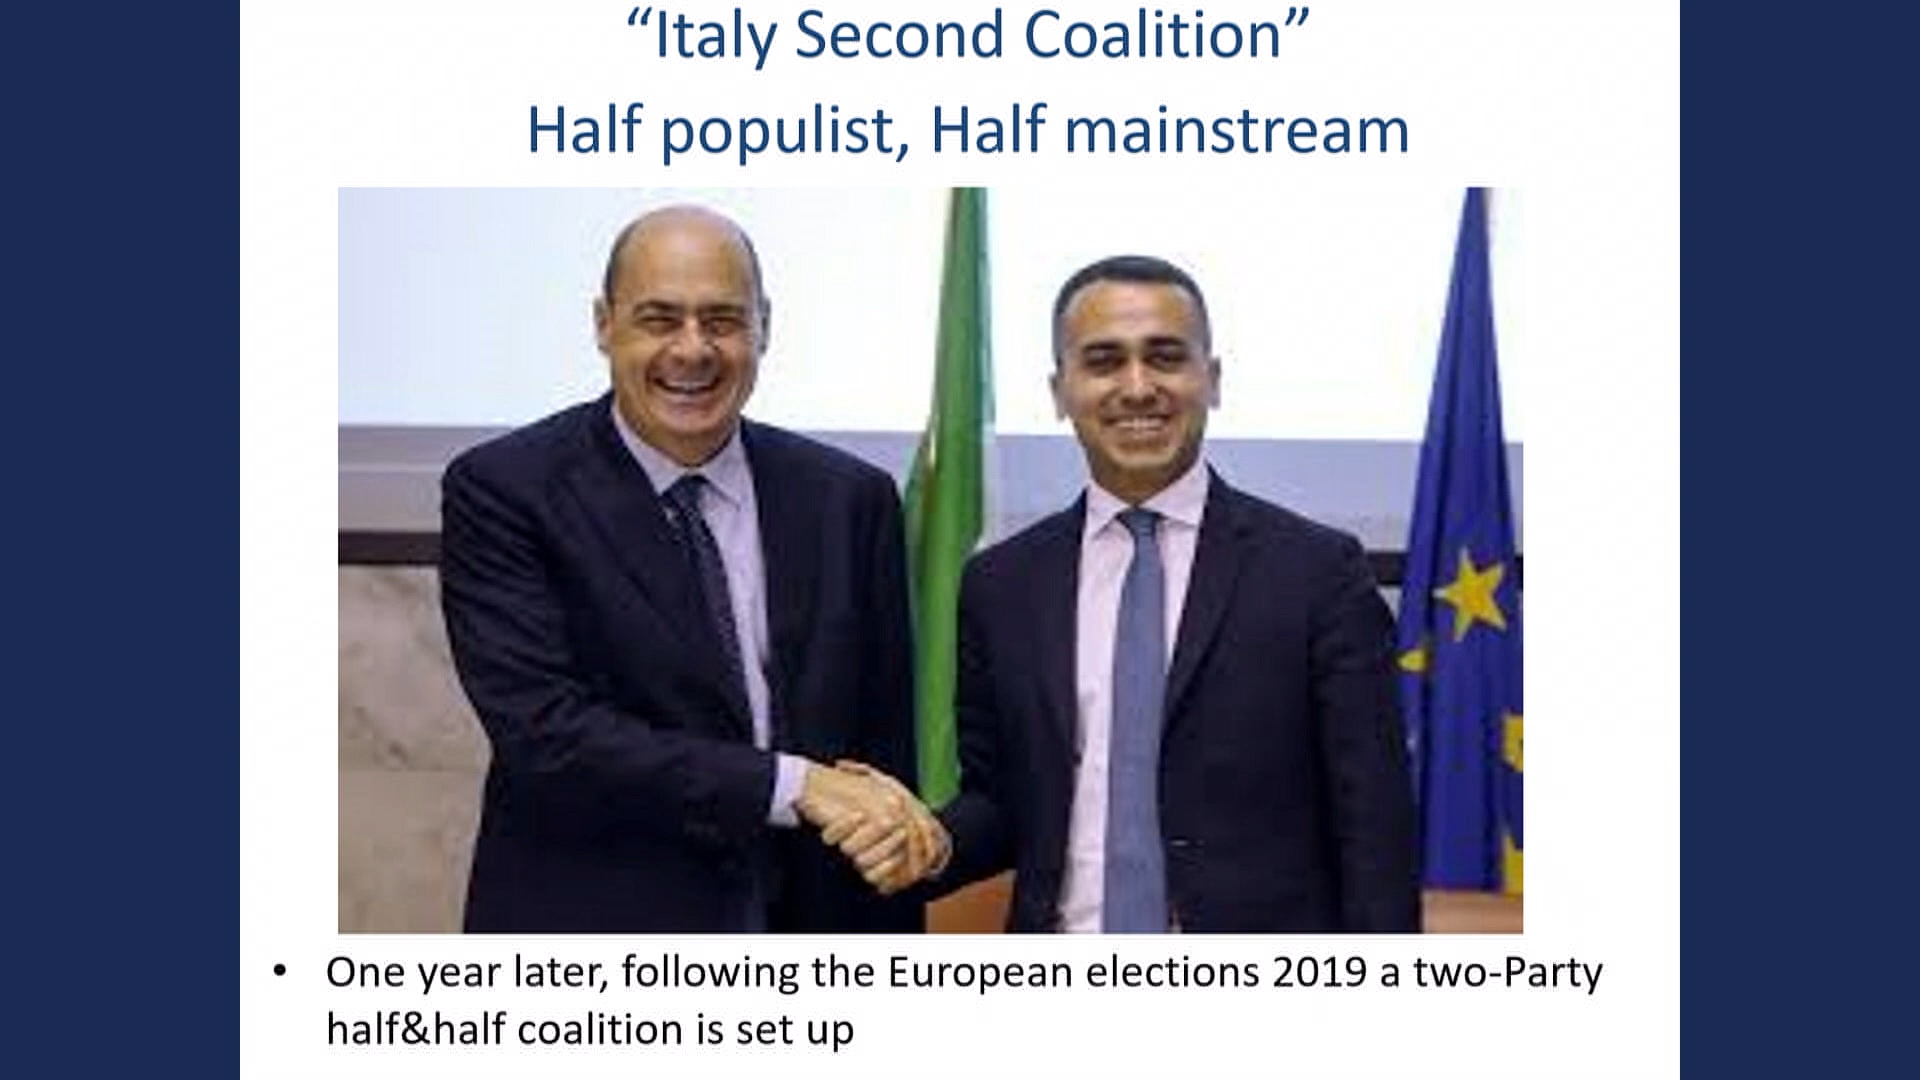 “Italy Second Coalition”
Half populist, Half mainstream
• One year later, following the European elections 2019 a two-Party
half&half coalition is set up